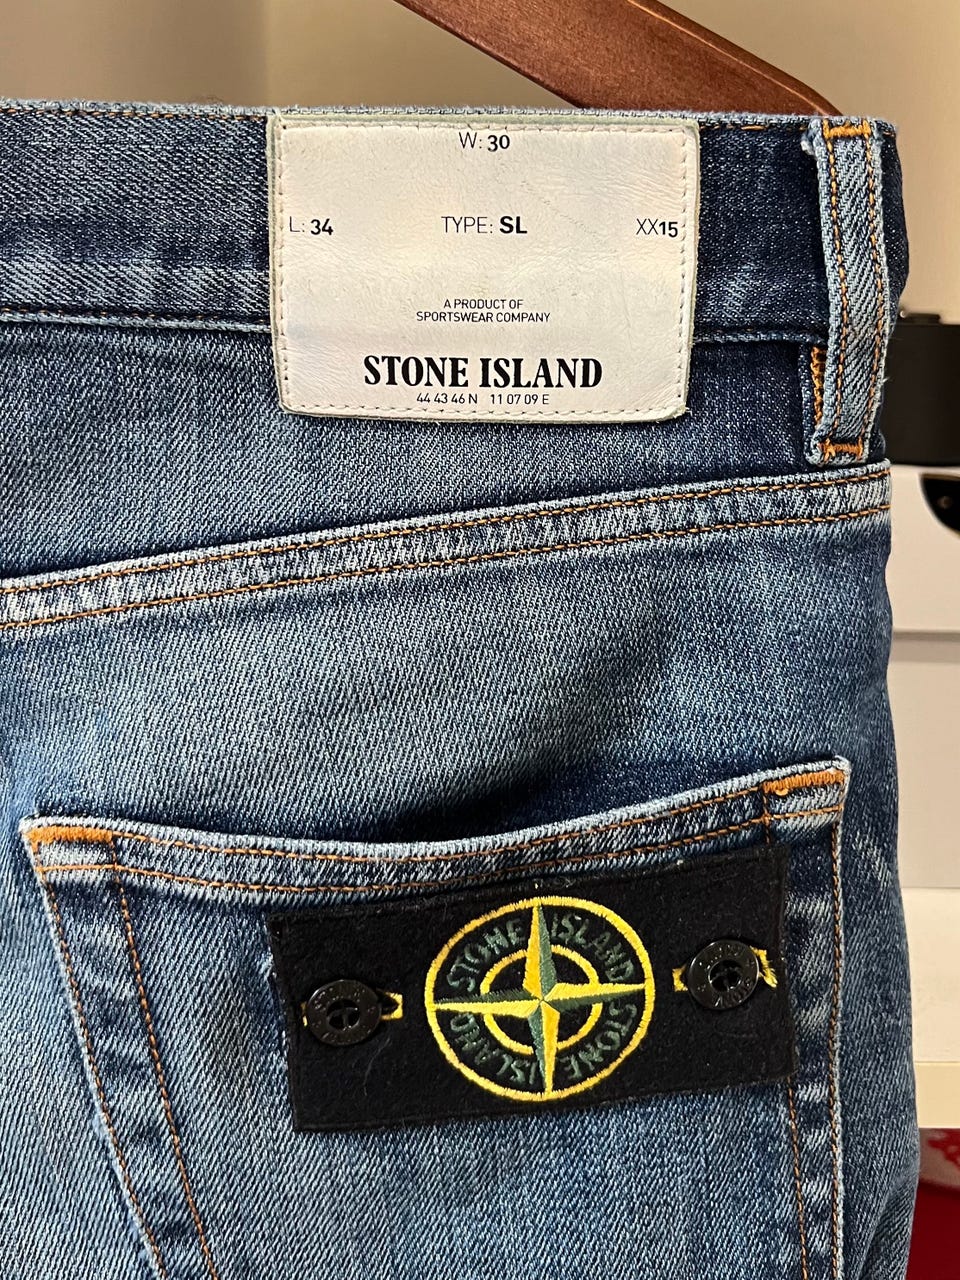 W: 30
L: 34 TYPE: SL XX15
A PRODUCT OF
SPORTSWEAR COMPANY
STONE ISLAND
44 43 46 N 11 07 09 E
STONE ISLAND
STONE ISLAND